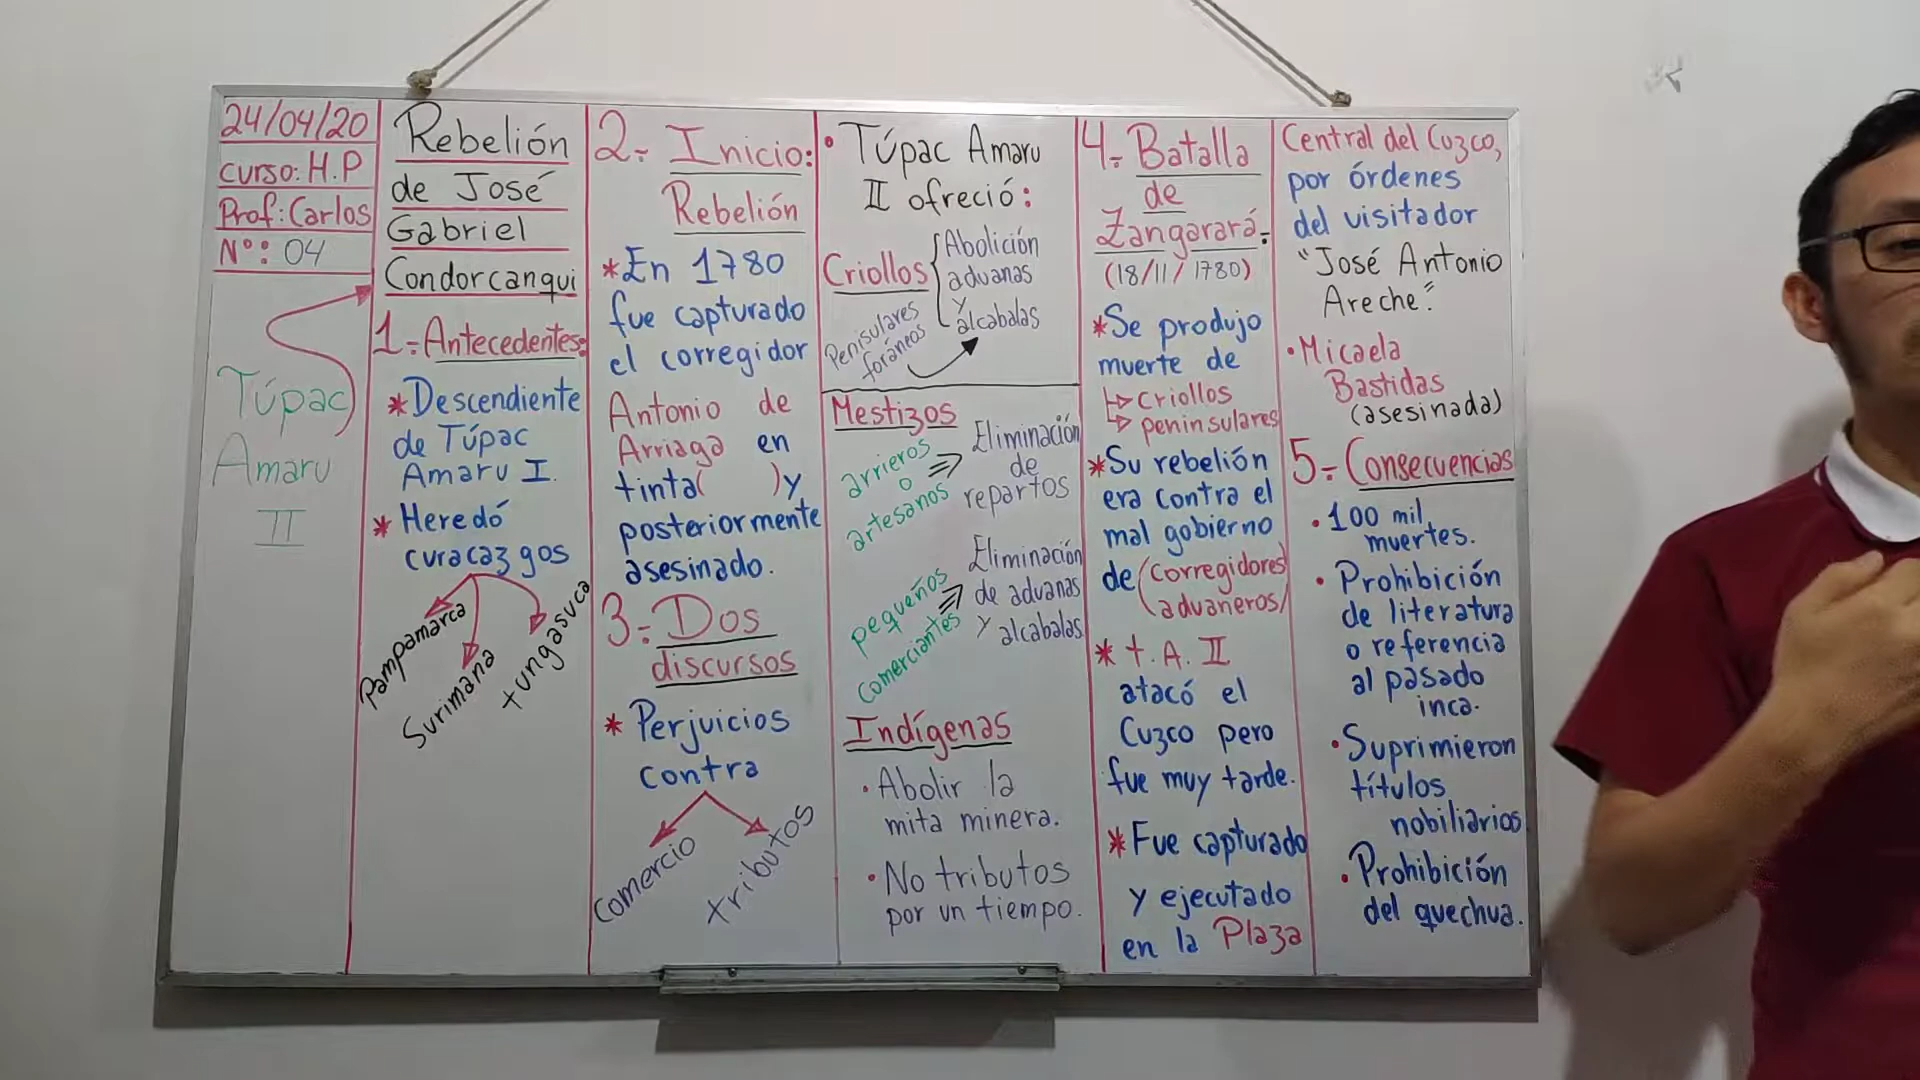 24/04/20
curso: H.P
Prof: Carlos
N°: 04
Túpac
Amaru
II
Rebelión
de José
Gabriel
Condorcanqui
1.- Antecedentes:
* Descendiente
de Túpac
Amaru I.
* Heredó
curacazgos
Pampamarca
Surimana
tungasuca
2.- Inicio:
Rebelión
* En 1780
fue capturado
el corregidor
Antonio de
Arriaga en
tinta( ) y
posteriormente
asesinado.
3.- Dos
discursos
* Perjuicios
contra
Comercio
tributos
• Túpac Amaru
II ofreció:
Criollos
Abolición
aduanas
y
alcabalas
Penisulares
foráneos
Mestizos
arrieros
o
artesanos
Eliminación
de
repartos
pequeños
comerciantes
Eliminación
de aduanas
y alcabalas
Indígenas
• Abolir la
mita minera.
• No tributos
por un tiempo.
4.- Batalla
de
Zangarará.-
(18/11/1780)
* Se produjo
muerte de
criollos
peninsulares
* Su rebelión
era contra el
mal gobierno
de (corregidores
(aduaneros/
* t. A. II
atacó el
Cuzco pero
fue muy tarde.
* Fue capturado
y ejecutado
en la Plaza
Central del Cuzco,
por órdenes
del visitador
"José Antonio
Areche".
• Micaela
Bastidas
(asesinada)
5.- Consecuencias
• 100 mil
muertes.
• Prohibición
de literatura
o referencia
al pasado
inca.
• Suprimieron
títulos
nobiliarios.
• Prohibición
del quechua.